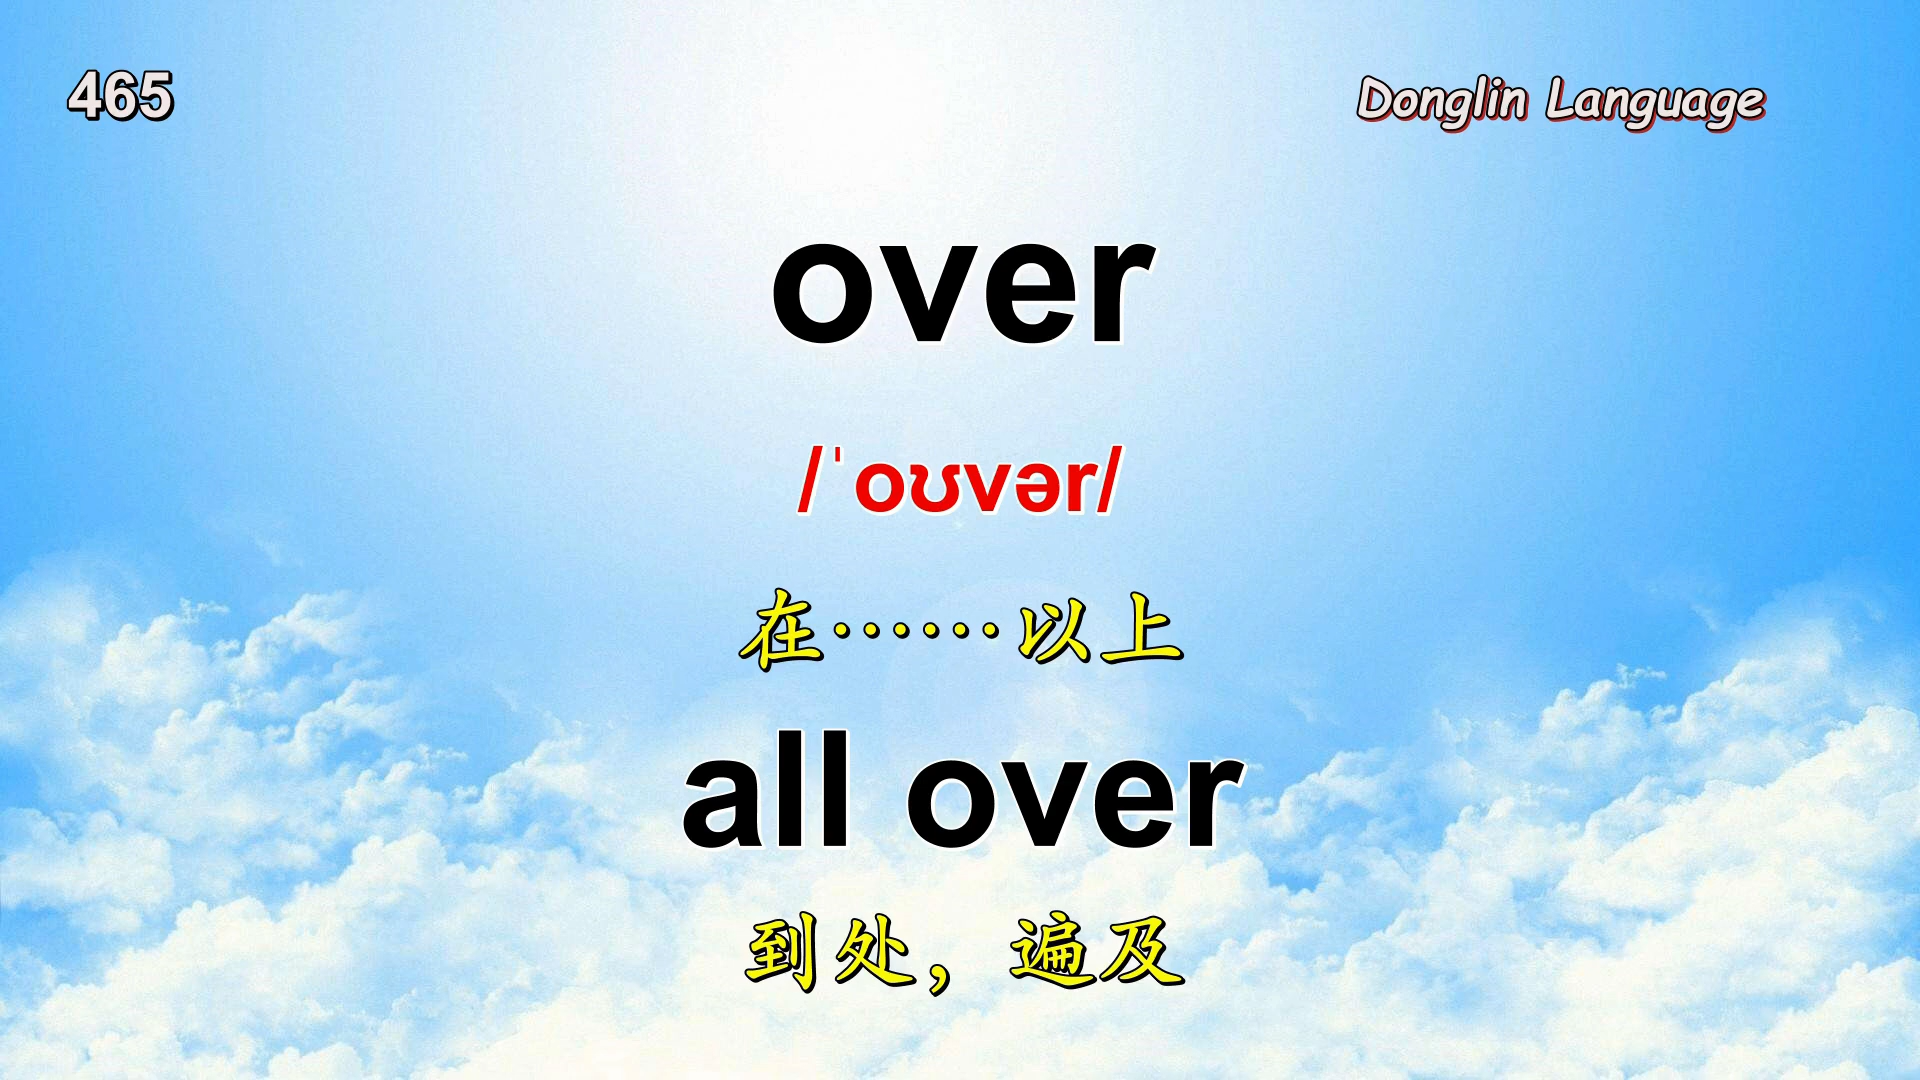 465
Donglin Language
over
/ˈoʊvər/
在……以上
all over
到处，遍及